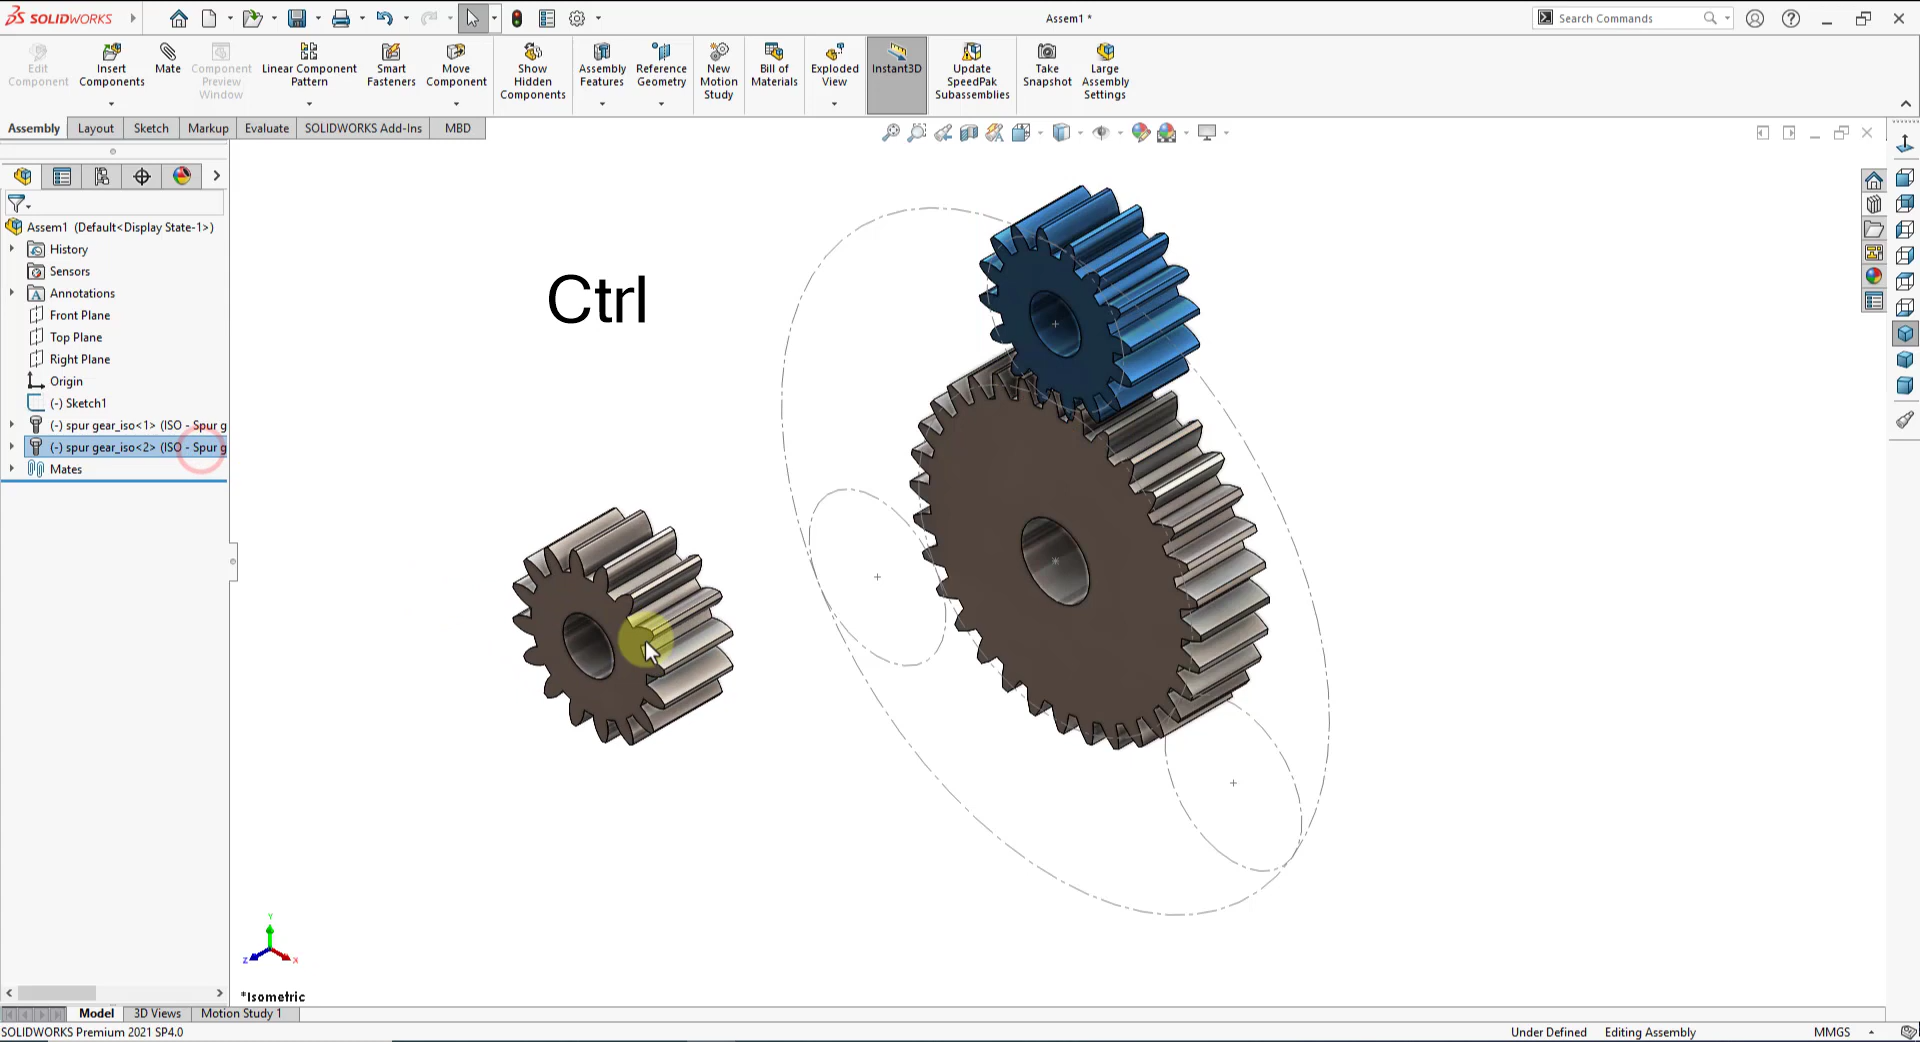 SOLIDWORKS
Assem1 *
Search Commands
Edit
Component
Insert
Components
Mate
Component
Preview
Window
Linear Component
Pattern
Smart
Fasteners
Move
Component
Show
Hidden
Components
Assembly
Features
Reference
Geometry
New
Motion
Study
Bill of
Materials
Exploded
View
Instant3D
Update
SpeedPak
Subassemblies
Take
Snapshot
Large
Assembly
Settings
Assembly
Layout
Sketch
Markup
Evaluate
SOLIDWORKS Add-Ins
MBD
Assem1 (Default<Display State-1>)
History
Sensors
Annotations
Front Plane
Top Plane
Right Plane
Origin
(-) Sketch1
(-) spur gear_iso<1> (ISO - Spur g
(-) spur gear_iso<2> (ISO - Spur g
Mates
Ctrl
Y
Z
X
*Isometric
Model
3D Views
Motion Study 1
SOLIDWORKS Premium 2021 SP4.0
Under Defined
Editing Assembly
MMGS